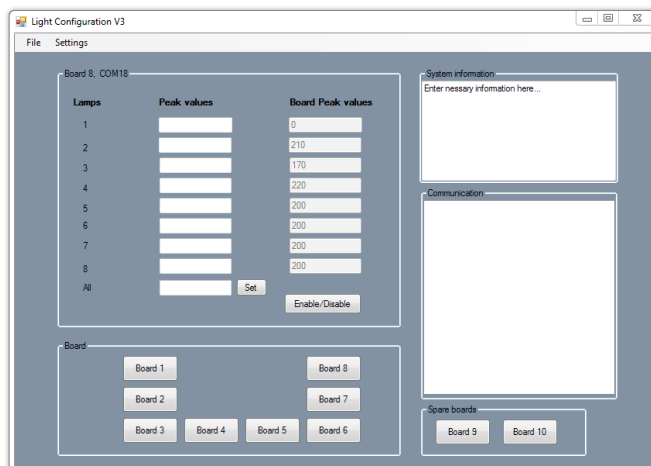 Light Configuration V3
File Settings
Board 8, COM18
Lamps Peak values Board Peak values
1 0
2 210
3 170
4 220
5 200
6 200
7 200
8 200
All Set
Enable/Disable
System information
Enter nessary information here...
Communication
Board
Board 1 Board 8
Board 2 Board 7
Board 3 Board 4 Board 5 Board 6
Spare boards
Board 9 Board 10